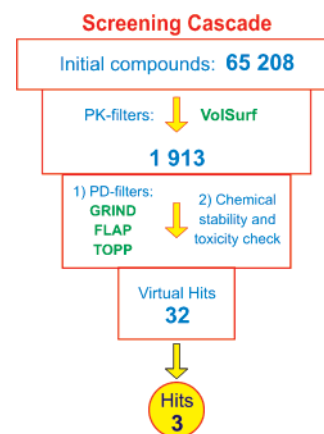 Screening Cascade
Initial compounds: 65 208
PK-filters: VolSurf
1 913
1) PD-filters:
GRIND
FLAP
TOPP
2) Chemical
stability and
toxicity check
Virtual Hits
32
Hits
3